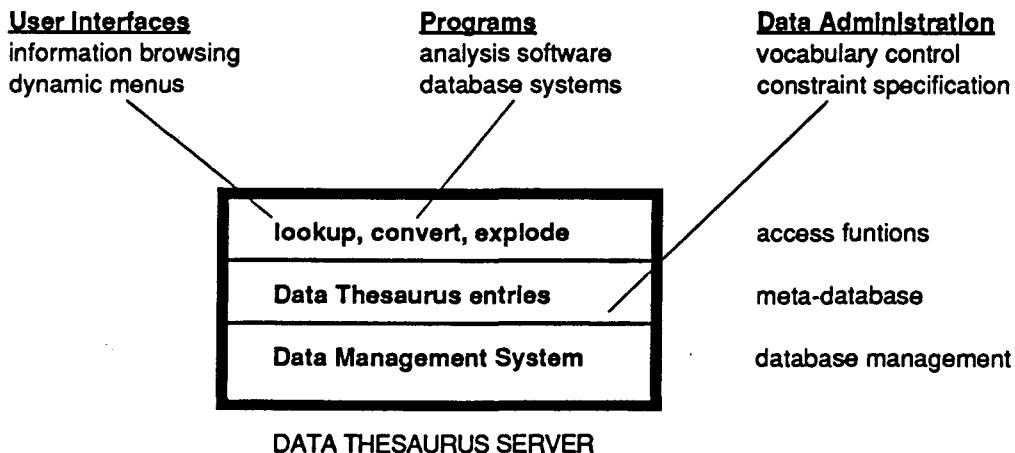 User Interfaces
information browsing
dynamic menus
Programs
analysis software
database systems
Data Administration
vocabulary control
constraint specification
lookup, convert, explode
access funtions
Data Thesaurus entries
meta-database
Data Management System
database management
DATA THESAURUS SERVER